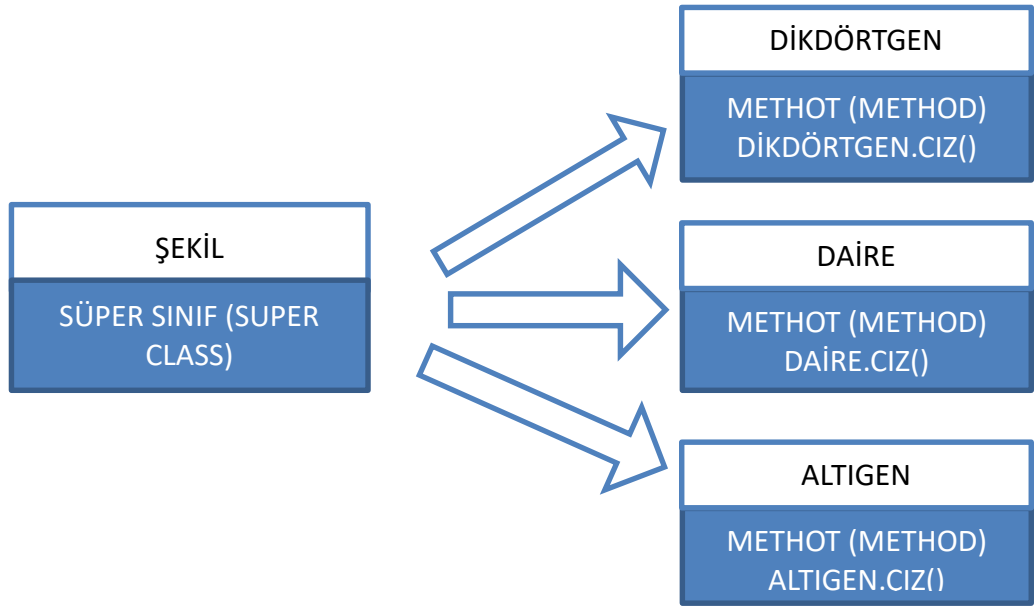 ŞEKİL
SÜPER SINIF (SUPER
CLASS)
DİKDÖRTGEN
METHOT (METHOD)
DİKDÖRTGEN.CIZ()
DAİRE
METHOT (METHOD)
DAİRE.CIZ()
ALTIGEN
METHOT (METHOD)
ALTIGEN.CIZ()